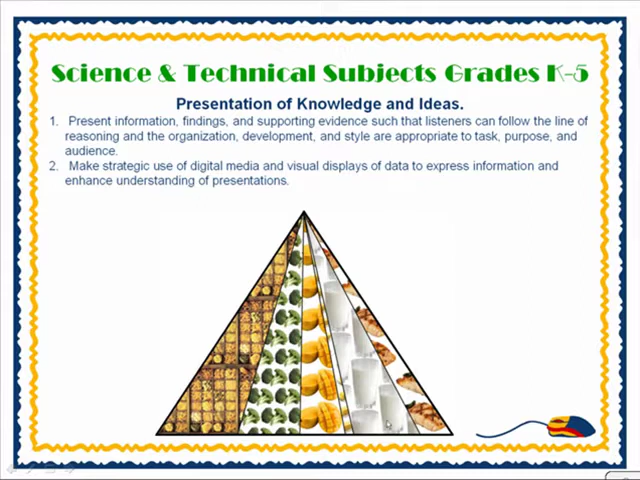 Science & Technical Subjects Grades K-5
Presentation of Knowledge and Ideas.
1. Present information, findings, and supporting evidence such that listeners can follow the line of
reasoning and the organization, development, and style are appropriate to task, purpose, and
audience.
2. Make strategic use of digital media and visual displays of data to express information and
enhance understanding of presentations.